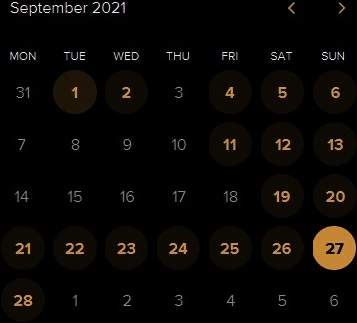 September 2021
MON TUE WED THU FRI SAT SUN
31 1 2 3 4 5 6
7 8 9 10 11 12 13
14 15 16 17 18 19 20
21 22 23 24 25 26 27
28 1 2 3 4 5 6